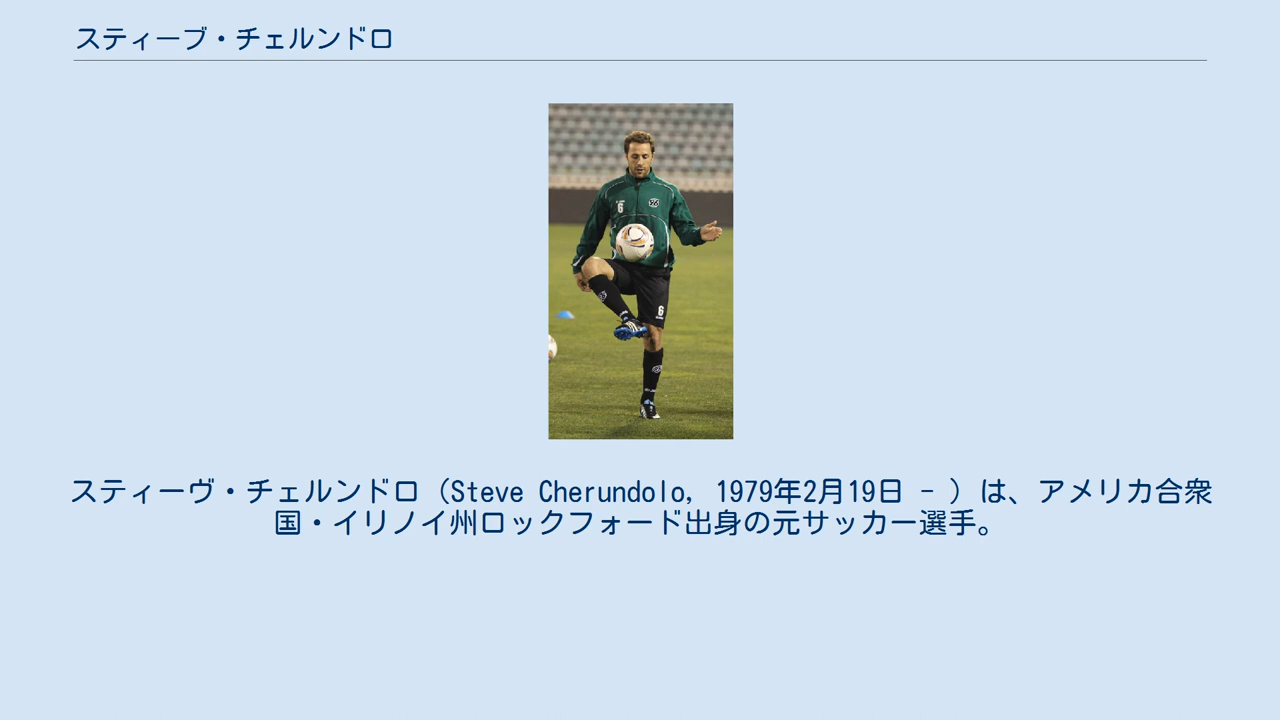 スティーブ・チェルンドロ
6
6
スティーヴ・チェルンドロ（Steve Cherundolo, 1979年2月19日 - ）は、アメリカ合衆
国・イリノイ州ロックフォード出身の元サッカー選手。